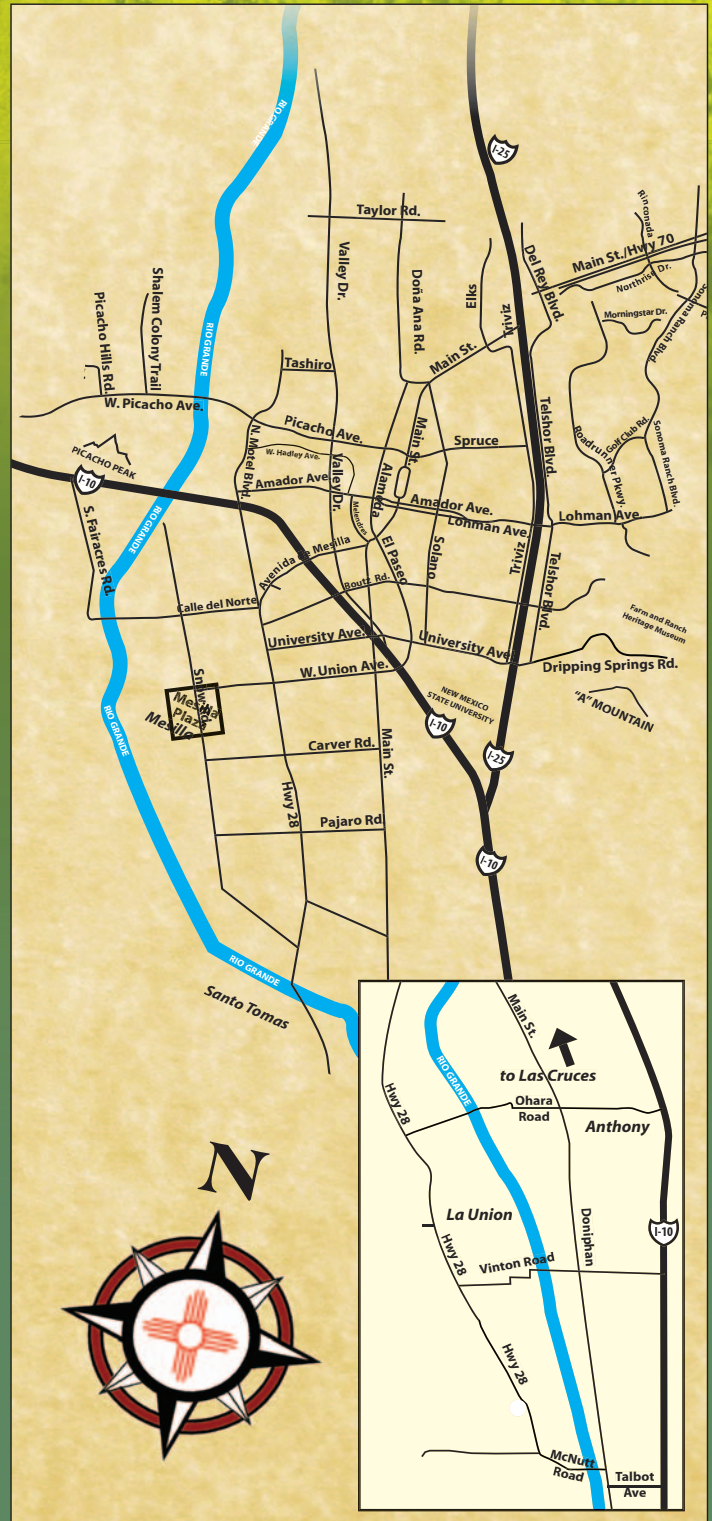 RIO GRANDE
I-25
Rinconada
Taylor Rd.
Main St./Hwy 70
Valley Dr.
Del Rey Blvd.
Northrise Dr.
Shalem Colony Trail
Doña Ana Rd.
Elks
Picacho Hills Rd.
Triviz
Morningstar Dr.
Sonoma Ranch Blvd
RIO GRANDE
Main St.
Tashiro
W. Picacho Ave.
Telshor Blvd.
Picacho Ave.
Main St.
Spruce
Golf Club Rd.
Roadrunner Pkwy.
Sonoma Ranch Blvd.
N. Motel Blvd.
W. Hadley Ave.
PICACHO PEAK
I-10
Amador Ave
Valley Dr.
Alameda
Amador Ave.
Melendres
Lohman Ave.
Lohman Ave.
S. Fairacres Rd.
RIO GRANDE
Avenida de Mesilla
El Paseo
Solano
Triviz
Telshor Blvd.
Boutz Rd.
Calle del Norte
Farm and Ranch
Heritage Museum
University Ave.
University Ave.
W. Union Ave.
Dripping Springs Rd.
Snow Rd.
Mesilla
Plaza
Mesilla
NEW MEXICO
STATE UNIVERSITY
"A" MOUNTAIN
RIO GRANDE
I-10
Carver Rd.
Main St.
I-25
Hwy 28
Pajaro Rd.
I-10
RIO GRANDE
Santo Tomas
Main St.
to Las Cruces
RIO GRANDE
Hwy 28
Ohara
Road
Anthony
N
La Union
Doniphan
I-10
Hwy 28
Vinton Road
Hwy 28
McNutt
Road
Talbot
Ave